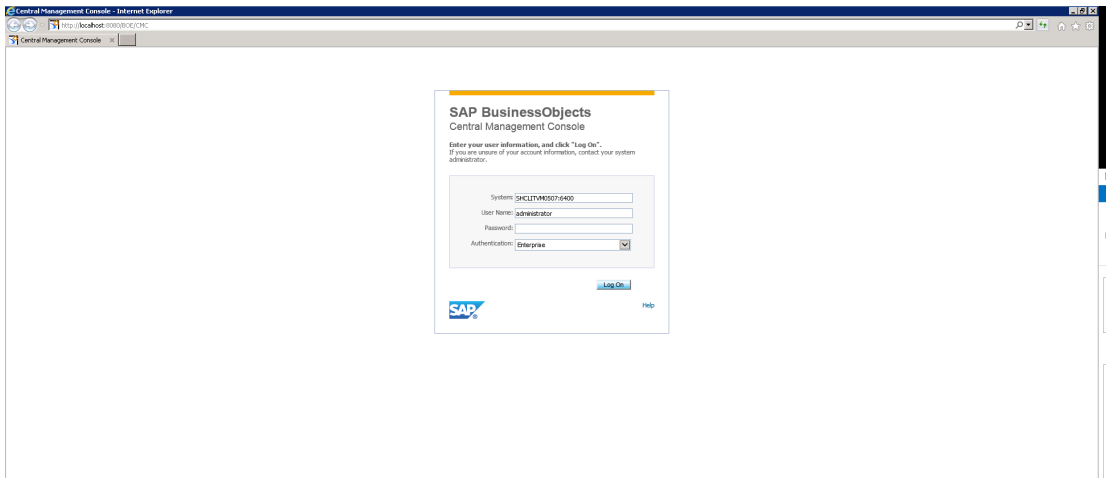 Central Management Console - Internet Explorer
http://localhost:8080/BOE/CMC
Central Management Console
SAP BusinessObjects
Central Management Console
Enter your user information, and click "Log On".
If you are unsure of your account information, contact your system
administrator.
System: SHCLITVM0507:6400
User Name: administrator
Password:
Authentication: Enterprise
Log On
Help
SAP®